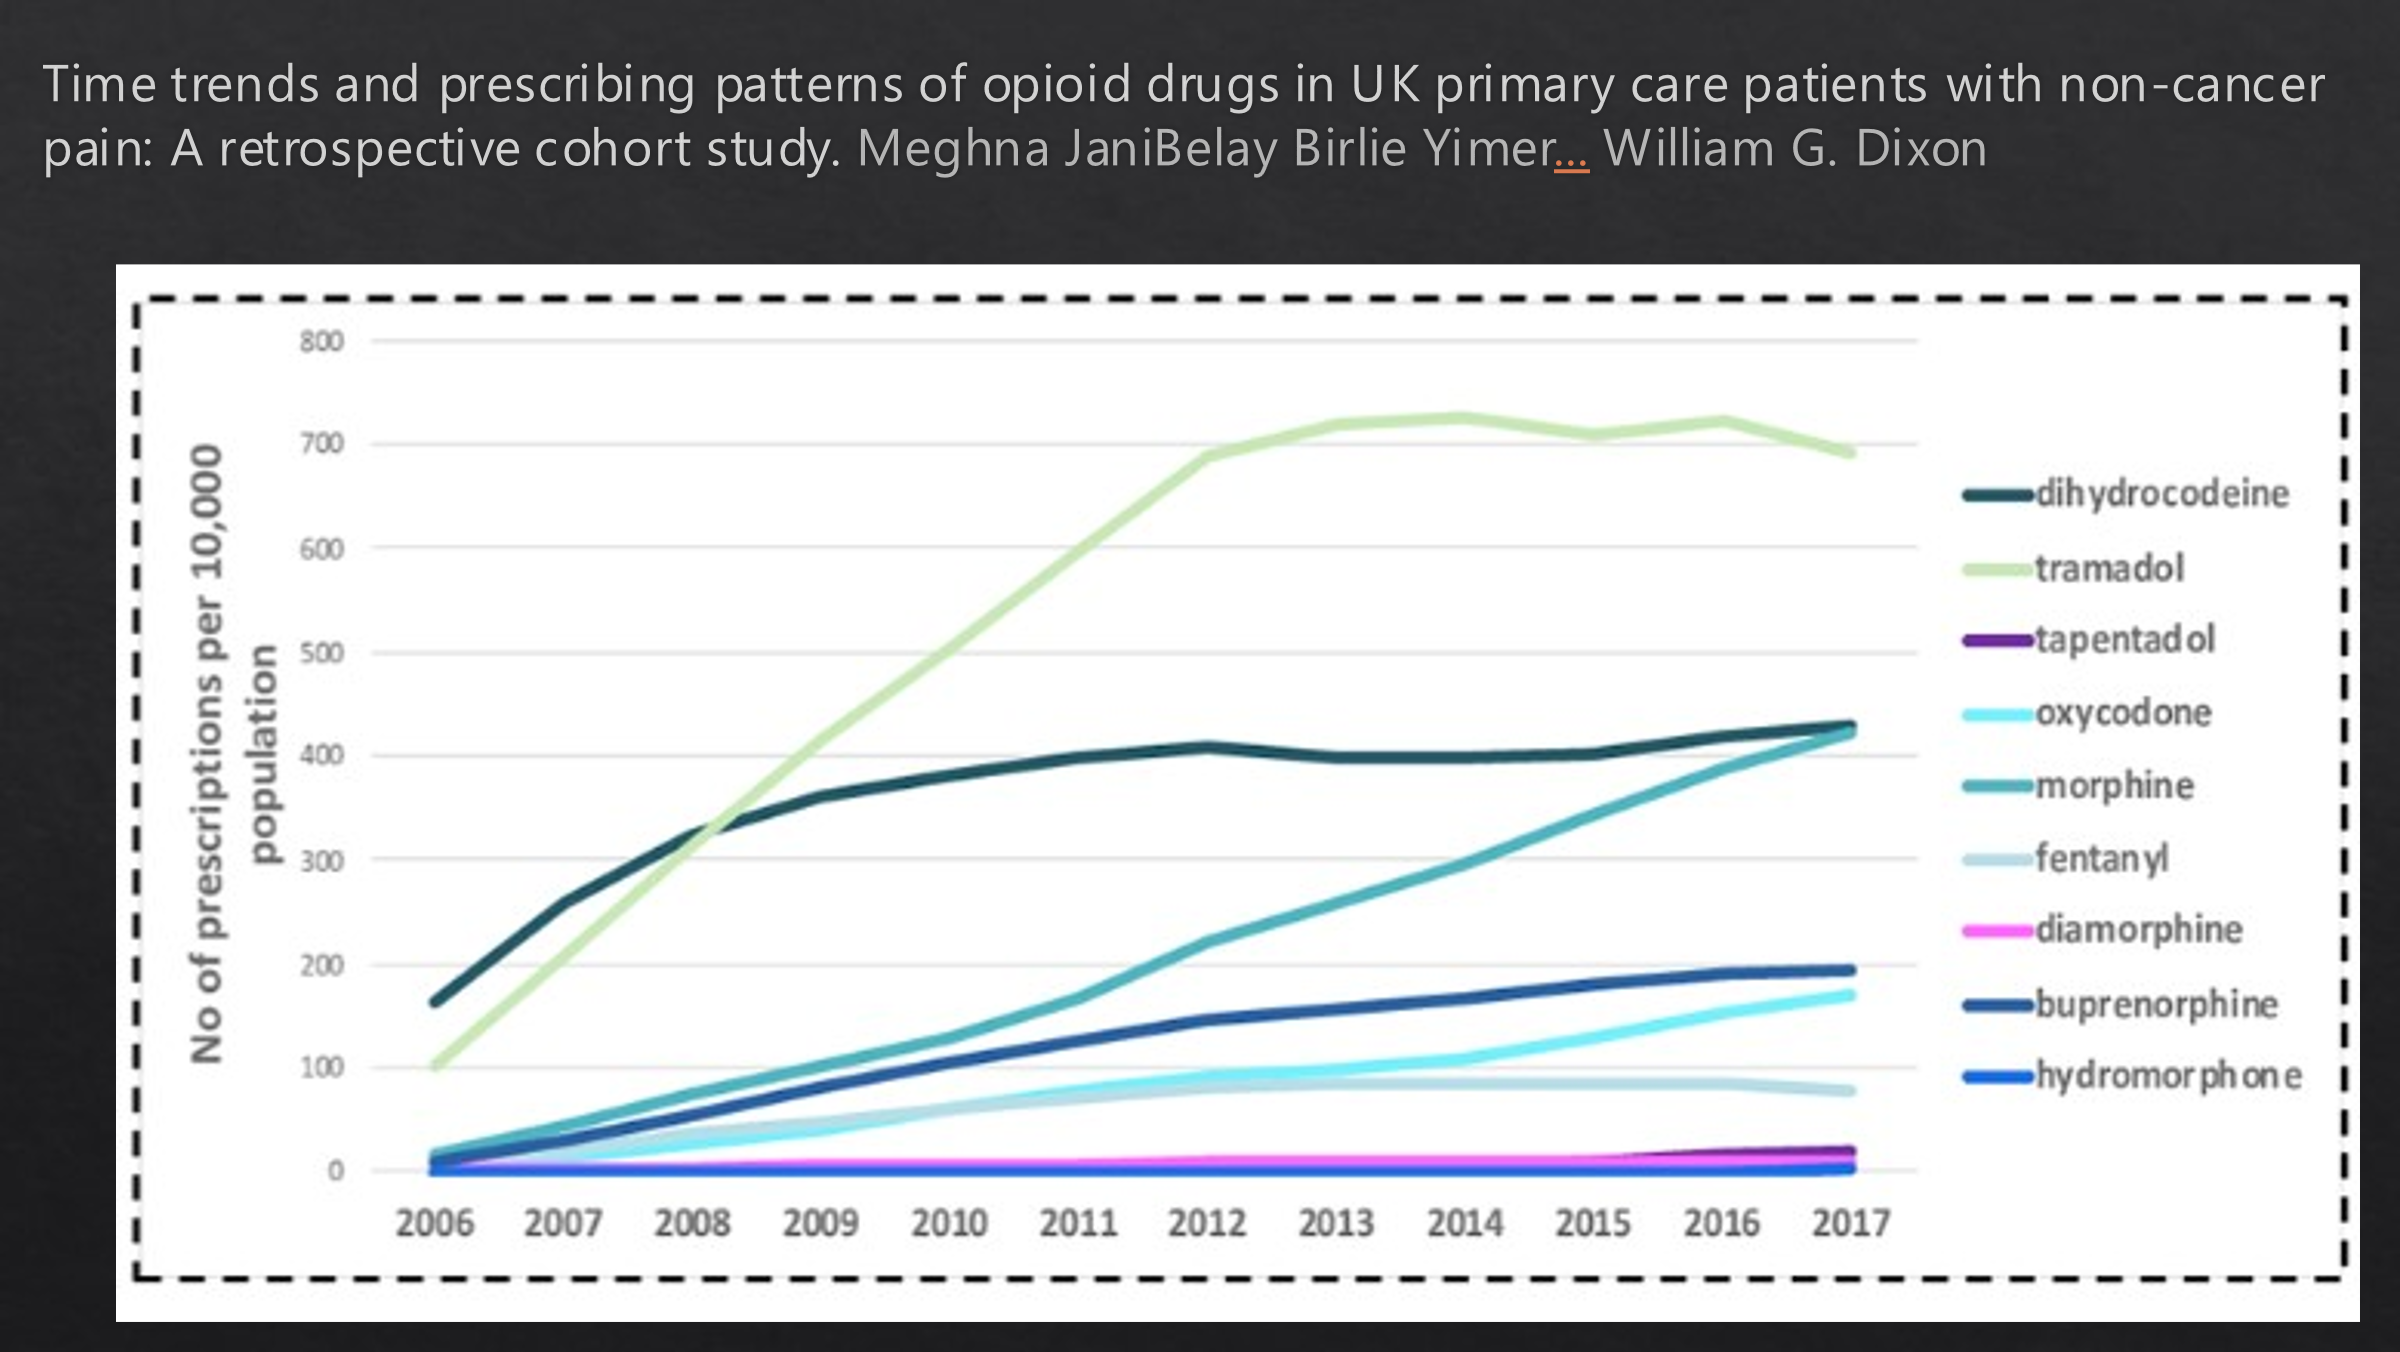 Time trends and prescribing patterns of opioid drugs in UK primary care patients with non-cancer
pain: A retrospective cohort study. Meghna JaniBelay Birlie Yimer... William G. Dixon
No of prescriptions per 10,000
population
800
700
600
500
400
300
200
100
0
2006 2007 2008 2009 2010 2011 2012 2013 2014 2015 2016 2017
dihydrocodeine
tramadol
tapentadol
oxycodone
morphine
fentanyl
diamorphine
buprenorphine
hydromorphone